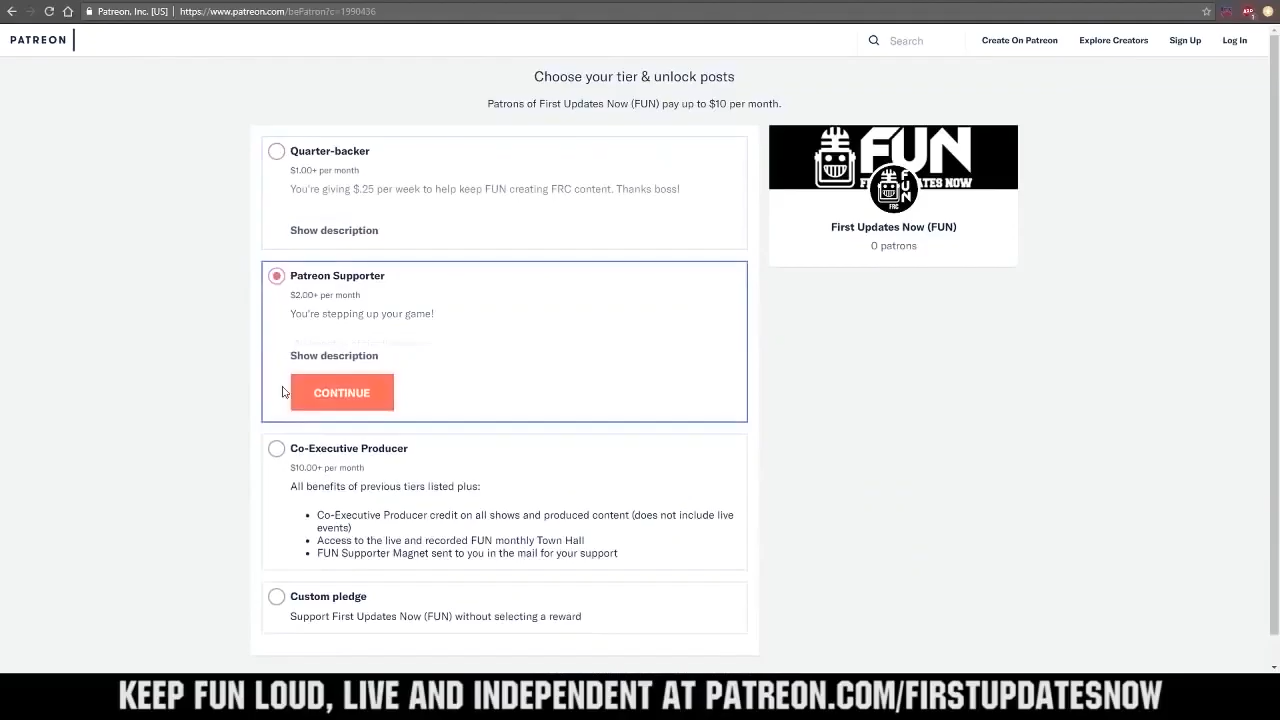 Patreon, Inc. [US] | https://www.patreon.com/bePatron?c=1990436
PATREON
Search
Create On Patreon
Explore Creators
Sign Up
Log In
Choose your tier & unlock posts
Patrons of First Updates Now (FUN) pay up to $10 per month.
Quarter-backer
$1.00+ per month
You're giving $.25 per week to help keep FUN creating FRC content. Thanks boss!
Show description
Patreon Supporter
$2.00+ per month
You're stepping up your game!
Show description
CONTINUE
Co-Executive Producer
$10.00+ per month
All benefits of previous tiers listed plus:
• Co-Executive Producer credit on all shows and produced content (does not include live
events)
• Access to the live and recorded FUN monthly Town Hall
• FUN Supporter Magnet sent to you in the mail for your support
Custom pledge
Support First Updates Now (FUN) without selecting a reward
FUN
FUN
FRC
First Updates Now (FUN)
0 patrons
KEEP FUN LOUD, LIVE AND INDEPENDENT AT PATREON.COM/FIRSTUPDATESNOW